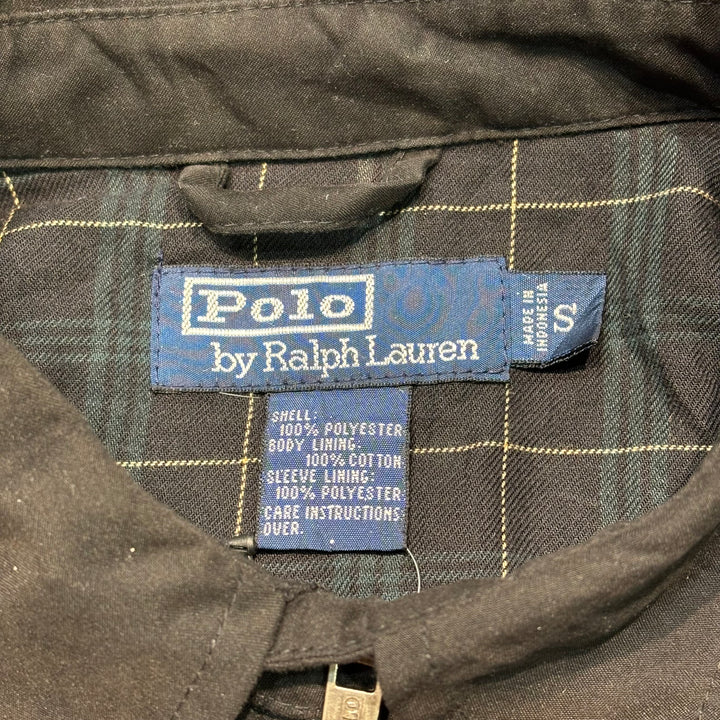 Polo
by Ralph Lauren
MADE IN
INDONESIA
S
SHELL:
100% POLYESTER
BODY LINING:
100% COTTON
SLEEVE LINING:
100% POLYESTER
CARE INSTRUCTIONS
OVER.